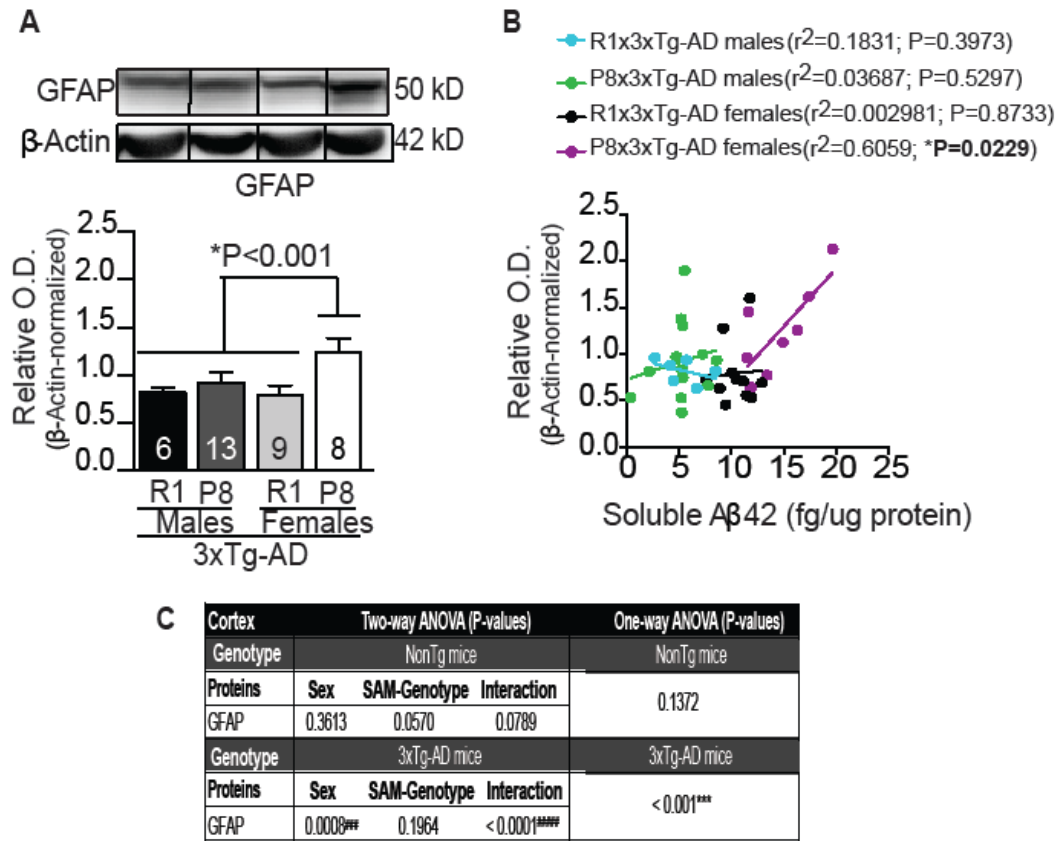 A
GFAP 50 kD
β-Actin 42 kD
GFAP
Relative O.D.
(β-Actin-normalized)
2.5
2.0
1.5
1.0
0.5
0.0
*P<0.001
6 13 9 8
R1 P8 R1 P8
Males Females
3xTg-AD
B
R1x3xTg-AD males(r2=0.1831; P=0.3973)
P8x3xTg-AD males(r2=0.03687; P=0.5297)
R1x3xTg-AD females(r2=0.002981; P=0.8733)
P8x3xTg-AD females(r2=0.6059; *P=0.0229)
Relative O.D.
(β-Actin-normalized)
2.5
2.0
1.5
1.0
0.5
0.0
0 5 10 15 20 25
Soluble Aβ42 (fg/ug protein)
C
Cortex Two-way ANOVA (P-values) One-way ANOVA (P-values)
Genotype NonTg mice NonTg mice
Proteins Sex SAM-Genotype Interaction 0.1372
GFAP 0.3613 0.0570 0.0789
Genotype 3xTg-AD mice 3xTg-AD mice
Proteins Sex SAM-Genotype Interaction < 0.001***
GFAP 0.0008### 0.1964 < 0.0001####